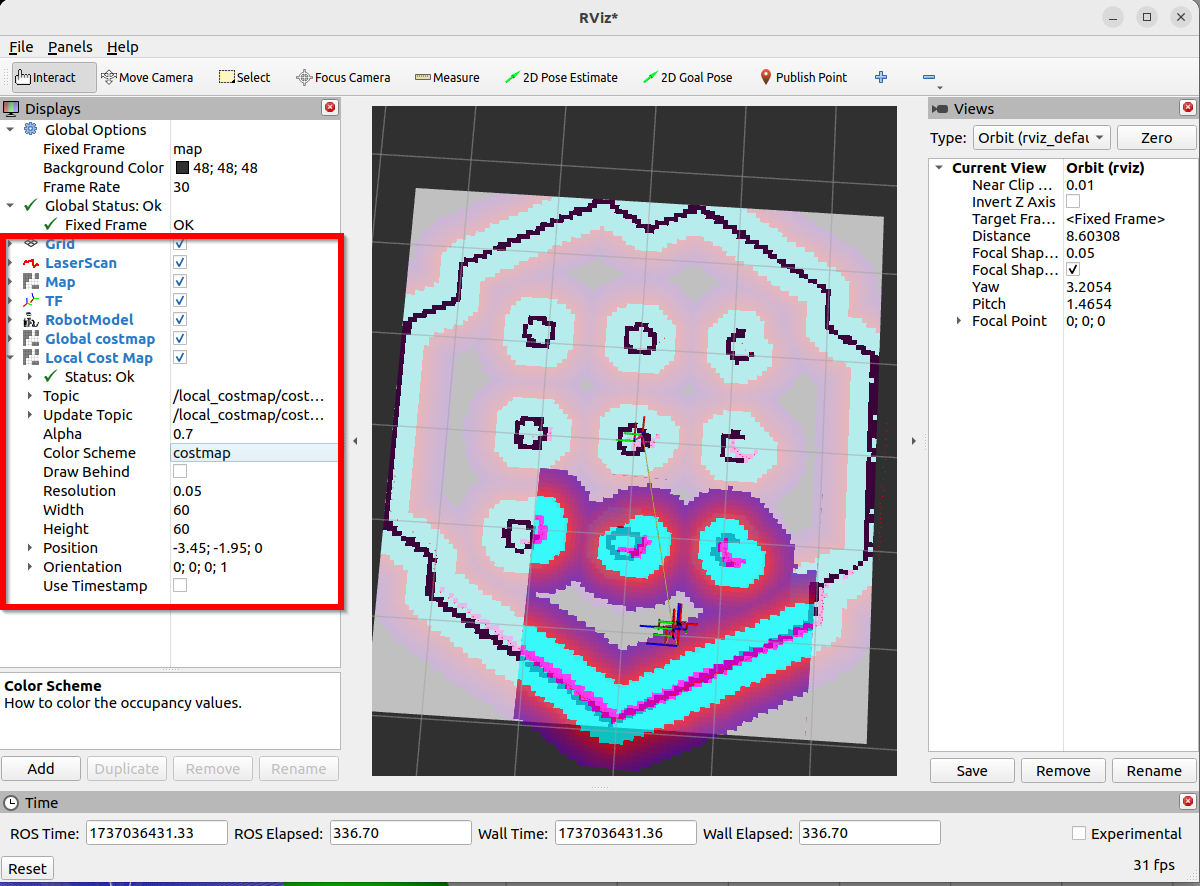 RViz*
File Panels Help
Interact Move Camera Select Focus Camera Measure 2D Pose Estimate 2D Goal Pose Publish Point
Displays
Global Options
Fixed Frame map
Background Color 48; 48; 48
Frame Rate 30
Global Status: Ok
Fixed Frame OK
Grid
LaserScan
Map
TF
RobotModel
Global costmap
Local Cost Map
Status: Ok
Topic /local_costmap/cost...
Update Topic /local_costmap/cost...
Alpha 0.7
Color Scheme costmap
Draw Behind
Resolution 0.05
Width 60
Height 60
Position -3.45; -1.95; 0
Orientation 0; 0; 0; 1
Use Timestamp
Color Scheme
How to color the occupancy values.
Add Duplicate Remove Rename
Views
Type: Orbit (rviz_defau Zero
Current View Orbit (rviz)
Near Clip ... 0.01
Invert Z Axis
Target Fra... <Fixed Frame>
Distance 8.60308
Focal Shap... 0.05
Focal Shap...
Yaw 3.2054
Pitch 1.4654
Focal Point 0; 0; 0
Save Remove Rename
Time
ROS Time: 1737036431.33 ROS Elapsed: 336.70 Wall Time: 1737036431.36 Wall Elapsed: 336.70 Experimental
Reset 31 fps